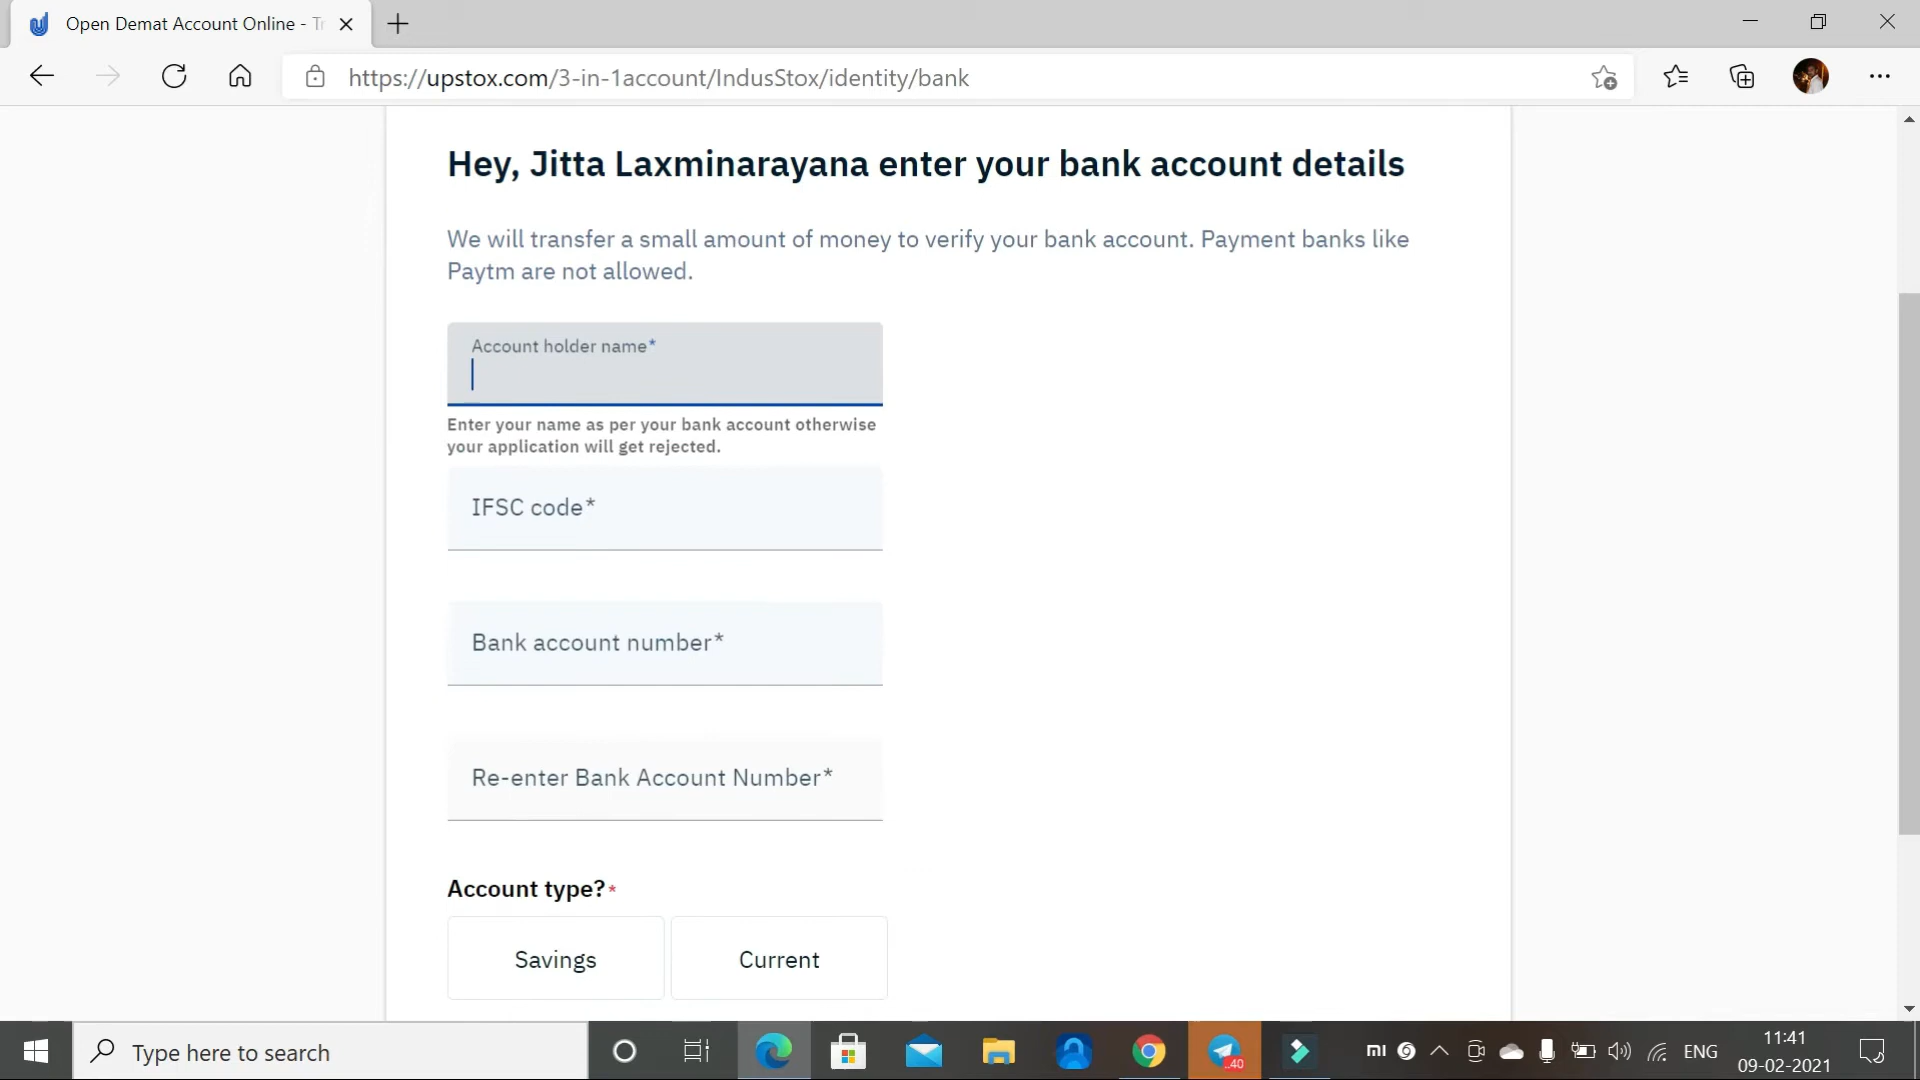 Open Demat Account Online - Tr
https://upstox.com/3-in-1account/IndusStox/identity/bank
Hey, Jitta Laxminarayana enter your bank account details
We will transfer a small amount of money to verify your bank account. Payment banks like
Paytm are not allowed.
Account holder name*
Enter your name as per your bank account otherwise
your application will get rejected.
IFSC code*
Bank account number*
Re-enter Bank Account Number*
Account type?*
Savings
Current
Type here to search
..40
MI
ENG
11:41
09-02-2021